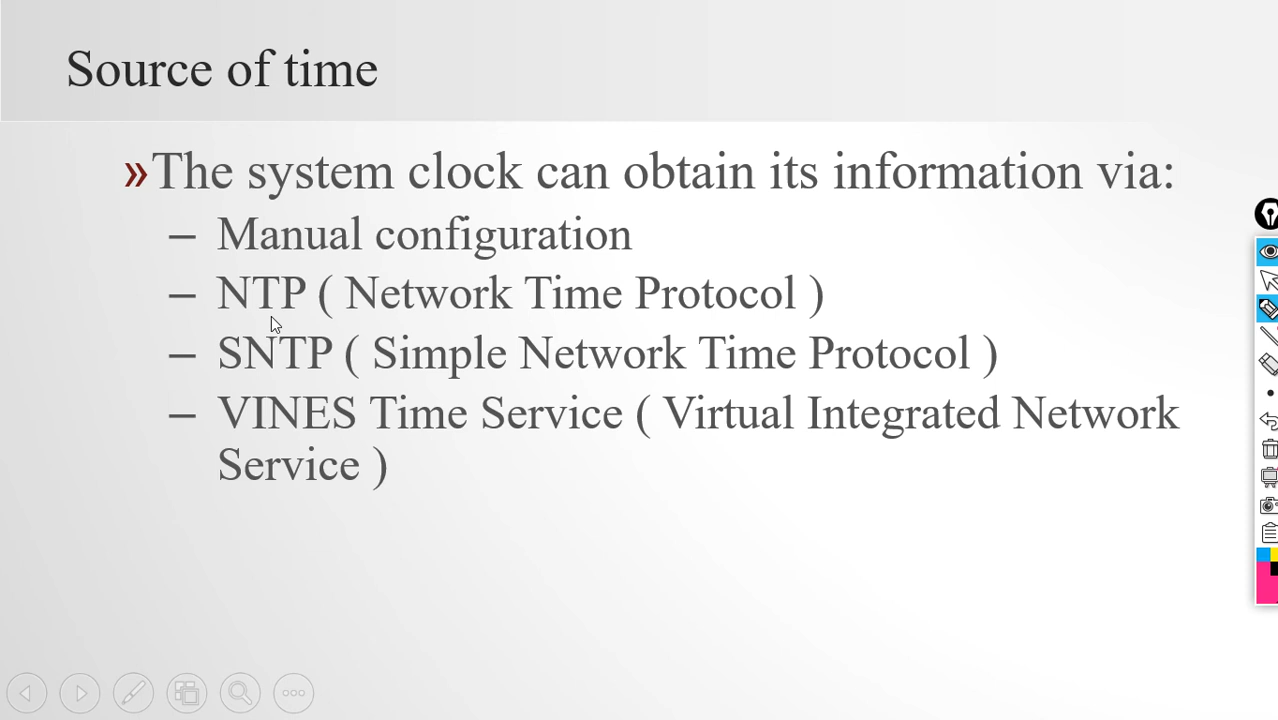 Source of time
»The system clock can obtain its information via:
– Manual configuration
– NTP ( Network Time Protocol )
– SNTP ( Simple Network Time Protocol )
– VINES Time Service ( Virtual Integrated Network
Service )